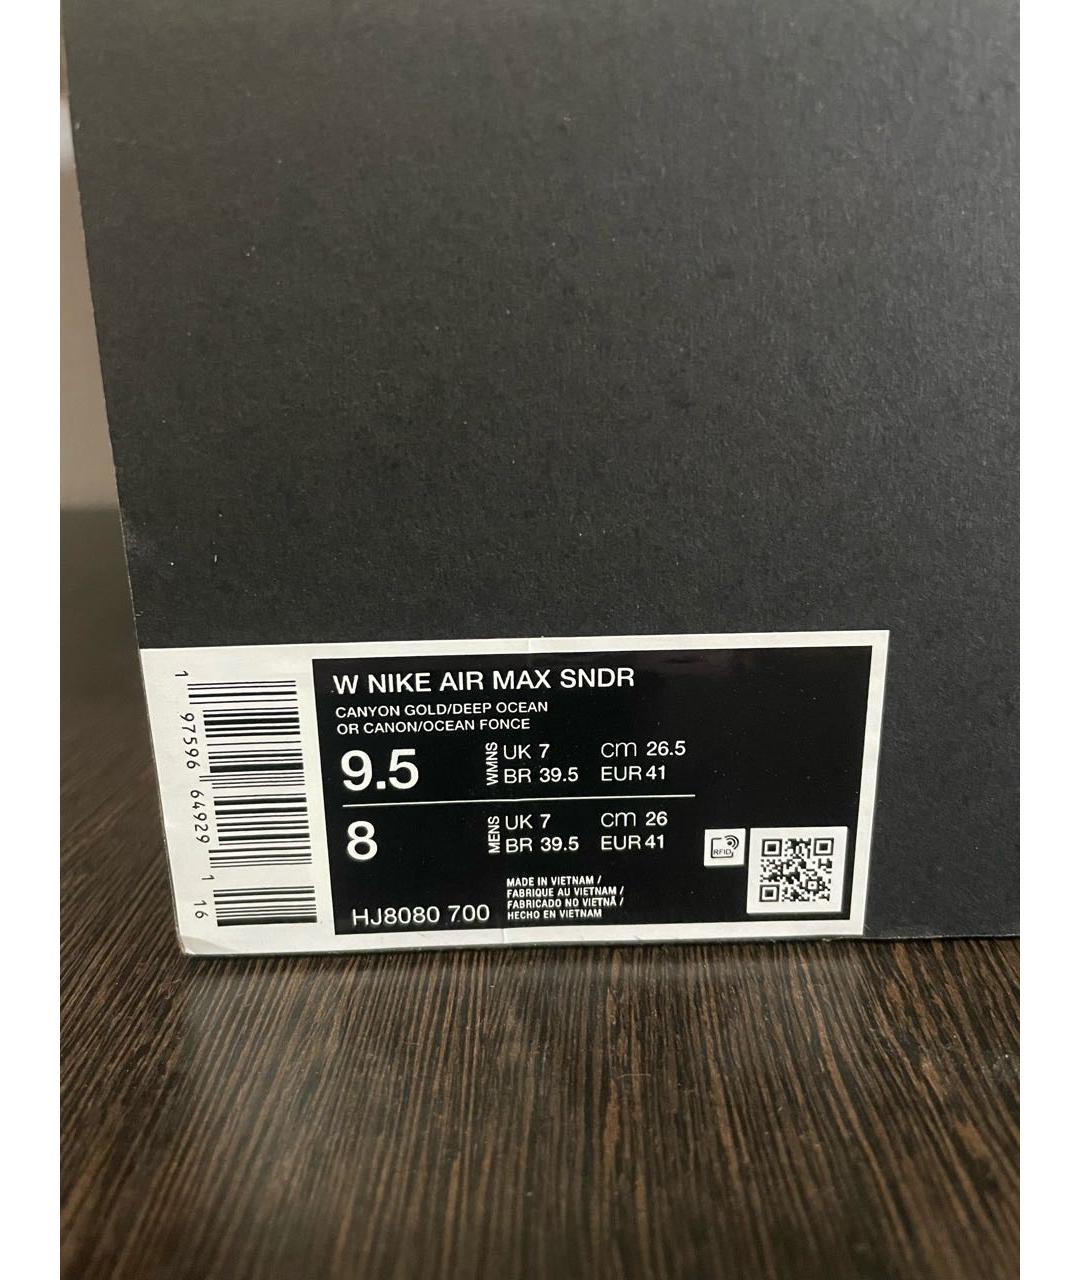 W NIKE AIR MAX SNDR
CANYON GOLD/DEEP OCEAN
OR CANON/OCEAN FONCE
9.5 WMNS UK 7 cm 26.5
BR 39.5 EUR 41
8 MENS UK 7 cm 26
BR 39.5 EUR 41
MADE IN VIETNAM /
FABRIQUE AU VIETNAM /
FABRICADO NO VIETNÃ /
HECHO EN VIETNAM
HJ8080 700
RFID
1 97596 64929 1 16